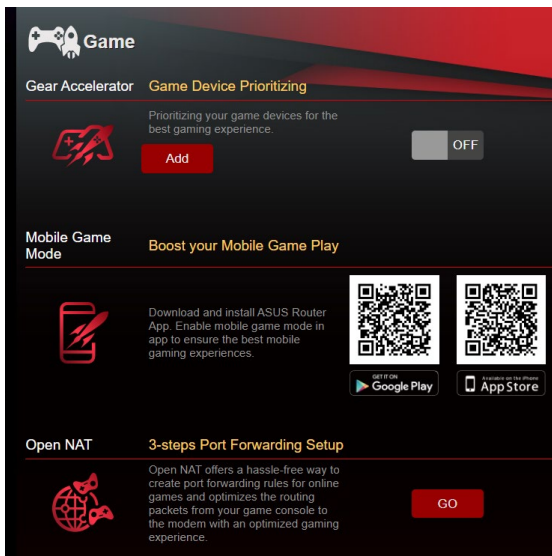 Game
Gear Accelerator
Game Device Prioritizing
Prioritizing your game devices for the
best gaming experience.
Add
OFF
Mobile Game
Mode
Boost your Mobile Game Play
Download and install ASUS Router
App. Enable mobile game mode in
app to ensure the best mobile
gaming experiences.
GET IT ON
Google Play
Available on the iPhone
App Store
Open NAT
3-steps Port Forwarding Setup
Open NAT offers a hassle-free way to
create port forwarding rules for online
games and optimizes the routing
packets from your game console to
the modem with an optimized gaming
experience.
GO